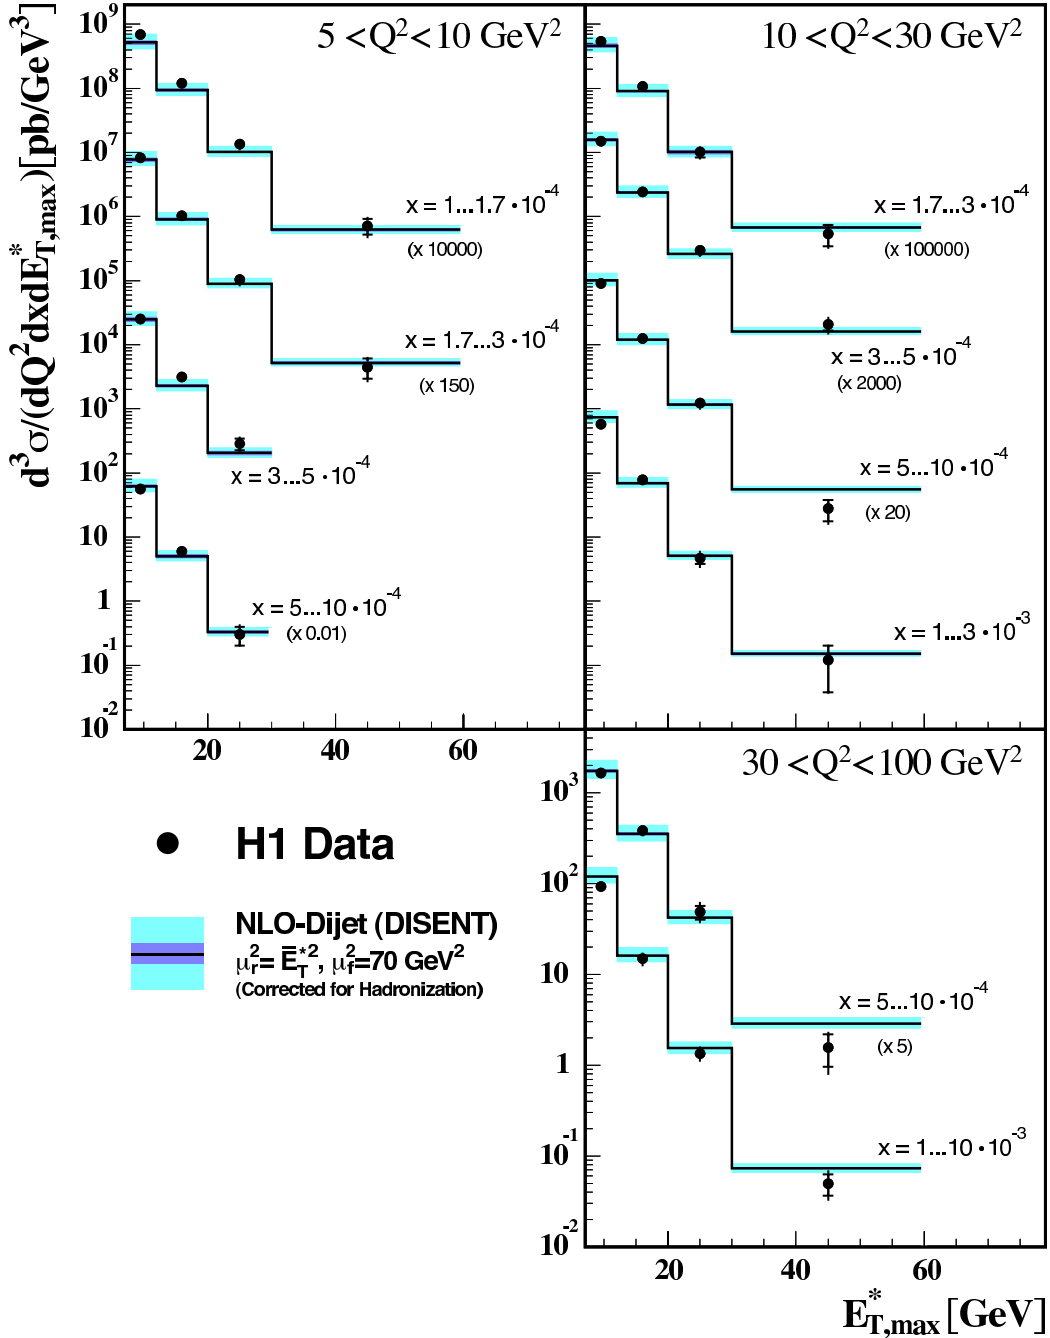 d³σ/(dQ²dxdE*T,max)[pb/GeV³]
5 <Q²<10 GeV²
10⁹
10⁸
10⁷
10⁶
10⁵
10⁴
10³
10²
10
1
10⁻¹
10⁻²
x = 1...1.7 · 10⁻⁴
(x 10000)
x = 1.7...3 · 10⁻⁴
(x 150)
x = 3...5 · 10⁻⁴
x = 5...10 · 10⁻⁴
(x 0.01)
20 40 60
10 <Q²<30 GeV²
x = 1.7...3 · 10⁻⁴
(x 100000)
x = 3...5 · 10⁻⁴
(x 2000)
x = 5...10 · 10⁻⁴
(x 20)
x = 1...3 · 10⁻³
30 <Q²<100 GeV²
10³
10²
10
1
10⁻¹
10⁻²
x = 5...10 · 10⁻⁴
(x 5)
x = 1...10 · 10⁻³
20 40 60
E*T,max [GeV]
H1 Data
NLO-Dijet (DISENT)
μr²= ĒT*², μf²=70 GeV²
(Corrected for Hadronization)